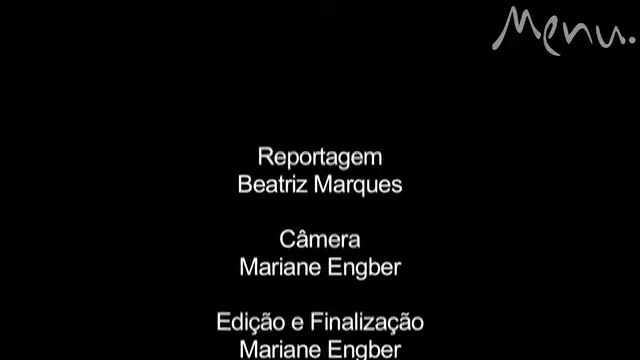 Menu.
Reportagem
Beatriz Marques
Câmera
Mariane Engber
Edição e Finalização
Mariane Engber